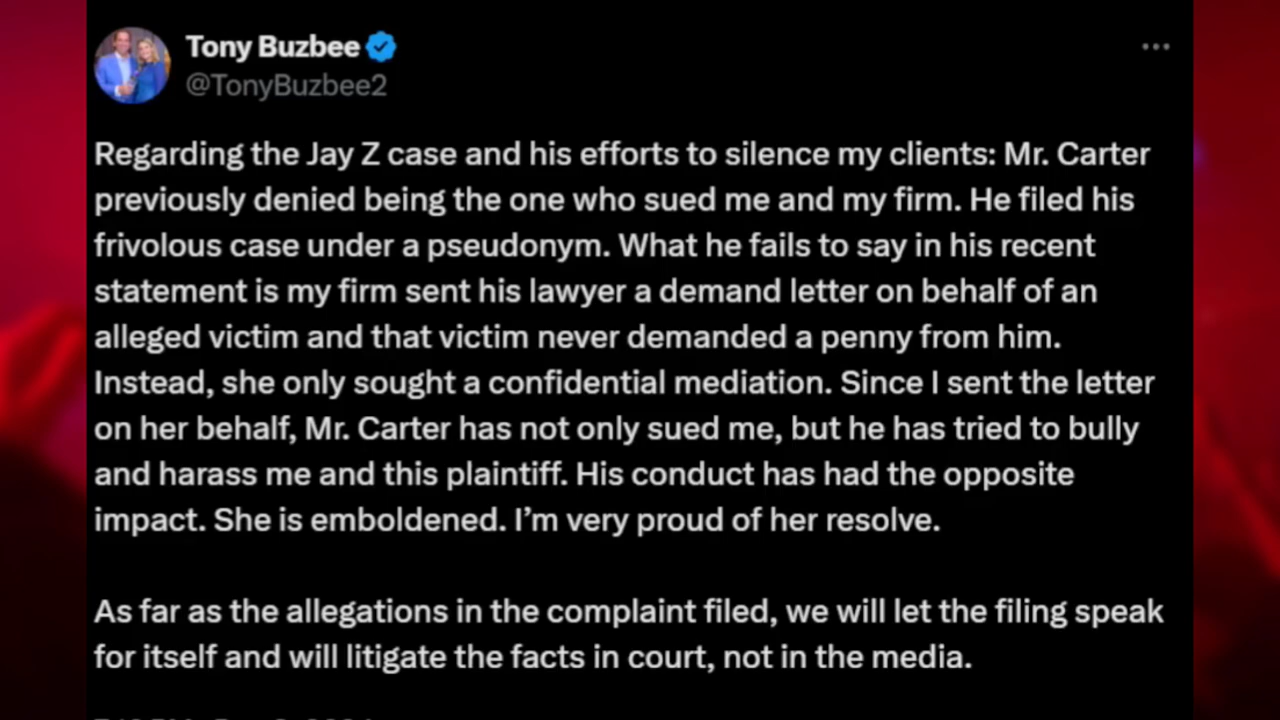 Tony Buzbee
@TonyBuzbee2
Regarding the Jay Z case and his efforts to silence my clients: Mr. Carter
previously denied being the one who sued me and my firm. He filed his
frivolous case under a pseudonym. What he fails to say in his recent
statement is my firm sent his lawyer a demand letter on behalf of an
alleged victim and that victim never demanded a penny from him.
Instead, she only sought a confidential mediation. Since I sent the letter
on her behalf, Mr. Carter has not only sued me, but he has tried to bully
and harass me and this plaintiff. His conduct has had the opposite
impact. She is emboldened. I’m very proud of her resolve.
As far as the allegations in the complaint filed, we will let the filing speak
for itself and will litigate the facts in court, not in the media.